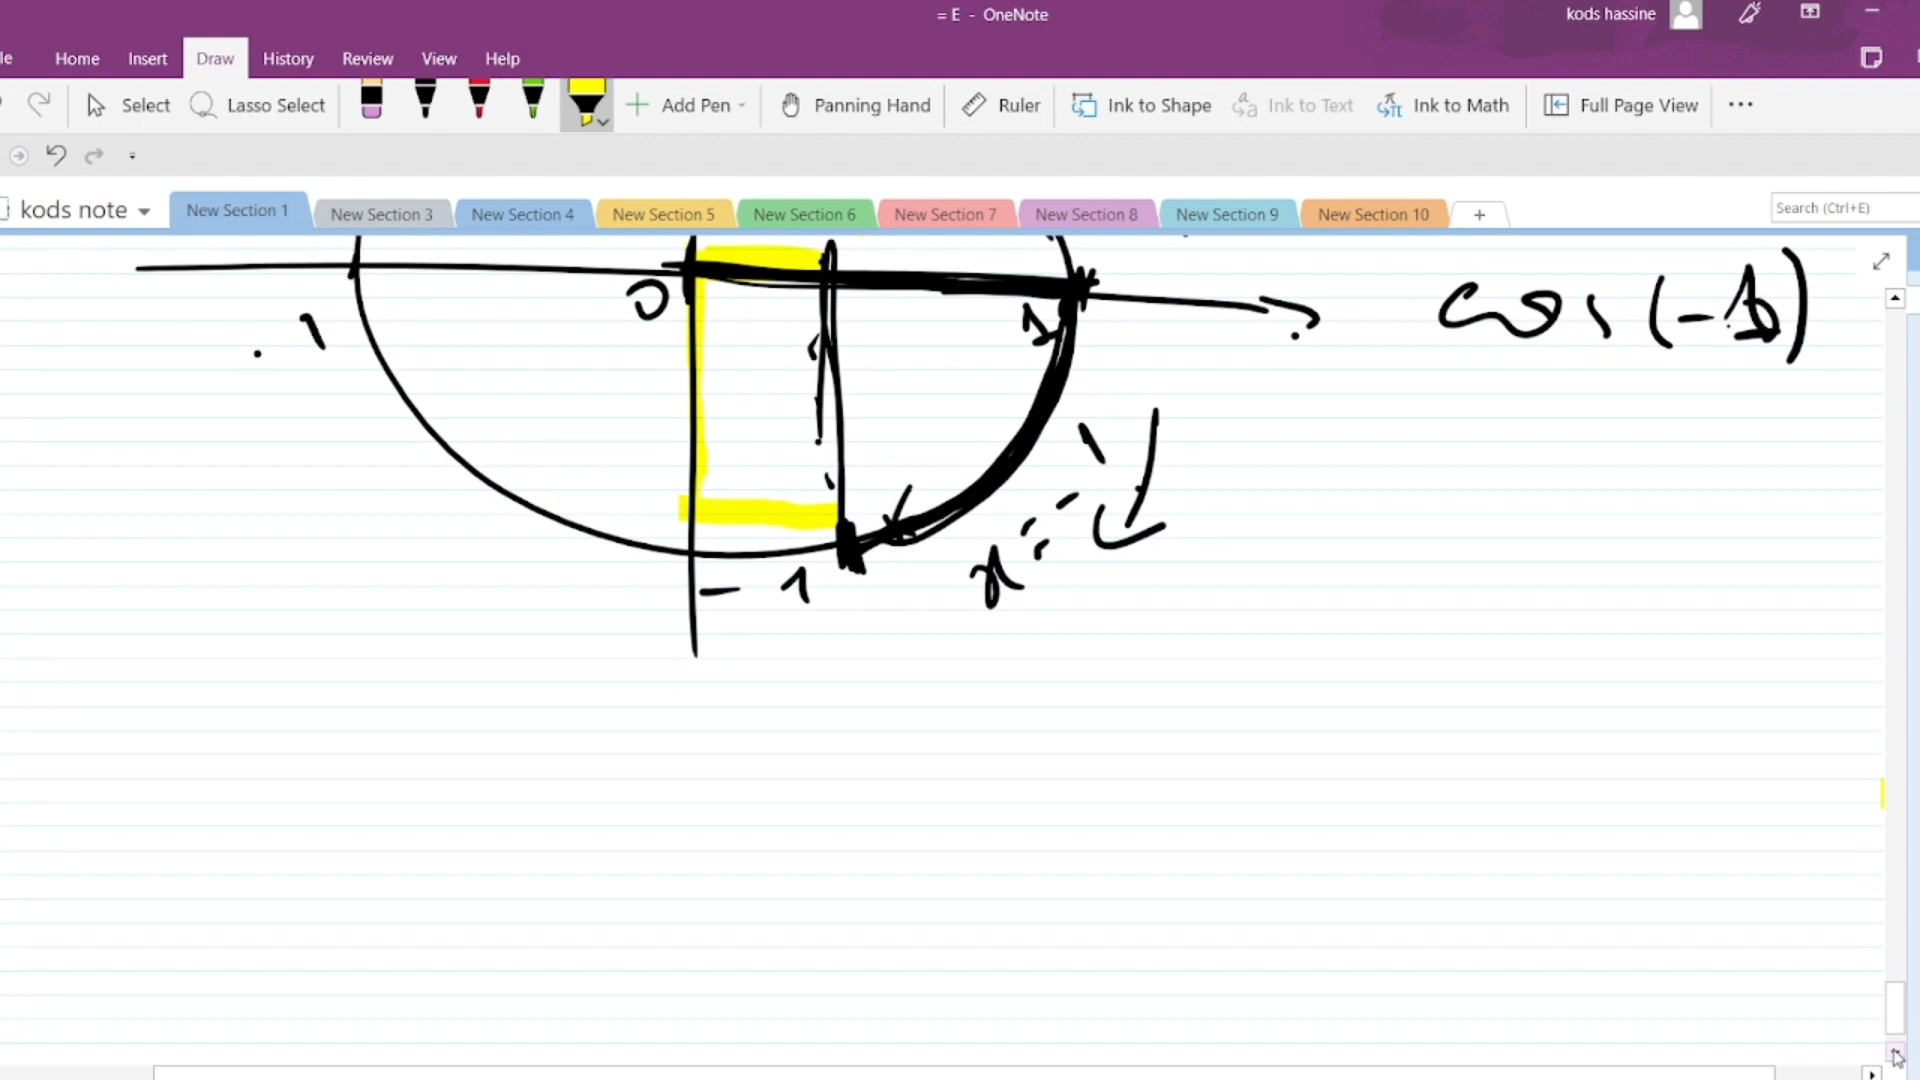 = E - OneNote
kods hassine
le Home Insert Draw History Review View Help
Select Lasso Select Add Pen Panning Hand Ruler Ink to Shape Ink to Text Ink to Math Full Page View
kods note New Section 1 New Section 3 New Section 4 New Section 5 New Section 6 New Section 7 New Section 8 New Section 9 New Section 10 +
Search (Ctrl+E)
0
1
- 1